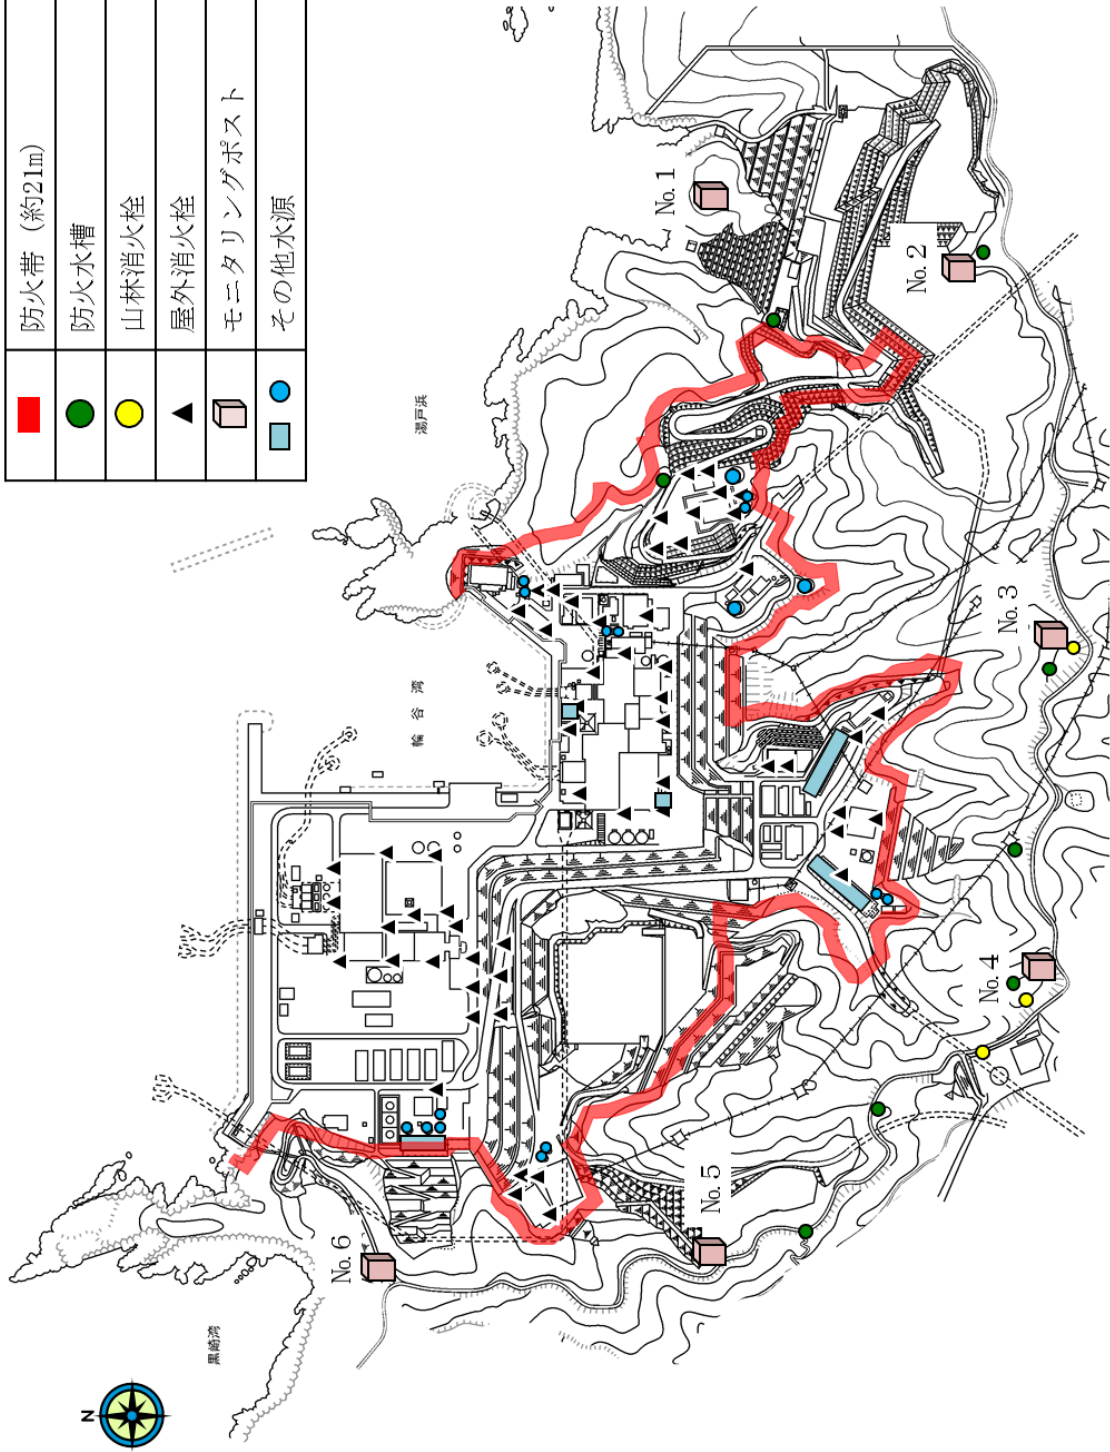 防火帯（約21m）
防火水槽
山林消火栓
屋外消火栓
モニタリングポスト
その他水源
No.1
No.2
No.3
No.4
No.5
No.6
湯戸浜
輪谷湾
黒崎湾
N